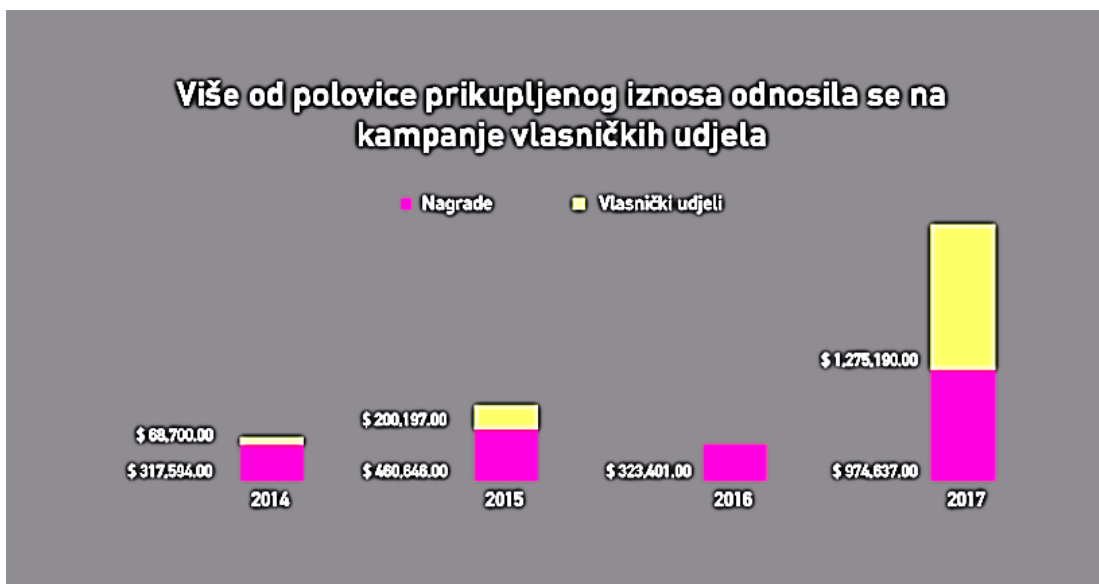 Više od polovice prikupljenog iznosa odnosila se na
kampanje vlasničkih udjela
Nagrade
Vlasnički udjeli
$ 1,275,190.00
$ 200,197.00
$ 68,700.00
$ 317,594.00
$ 460,646.00
$ 323,401.00
$ 974,637.00
2014
2015
2016
2017